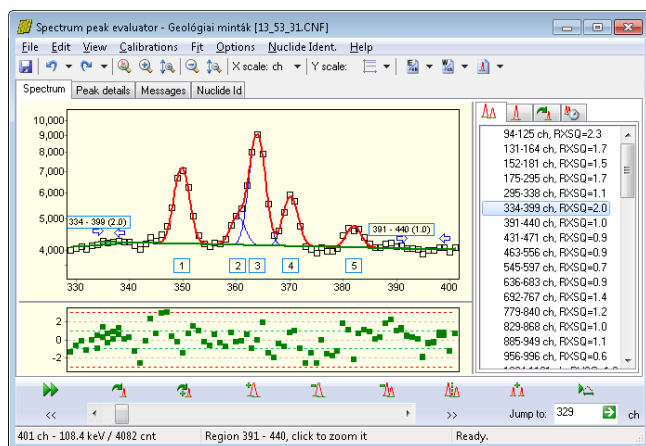 Spectrum peak evaluator - Geológiai minták [13_53_31.CNF]
File Edit View Calibrations Fit Options Nuclide Ident. Help
X scale: ch Y scale:
Spectrum Peak details Messages Nuclide Id
10,000
9,000
8,000
7,000
6,000
5,000
4,000
334 - 399 (2.0)
391 - 440 (1.0)
1 2 3 4 5
330 340 350 360 370 380 390 400
2
0
-2
94-125 ch, RXSQ=2.3
131-164 ch, RXSQ=1.7
152-181 ch, RXSQ=1.5
175-295 ch, RXSQ=1.7
295-338 ch, RXSQ=1.1
334-399 ch, RXSQ=2.0
391-440 ch, RXSQ=1.0
431-471 ch, RXSQ=0.9
463-556 ch, RXSQ=0.9
545-597 ch, RXSQ=0.7
636-683 ch, RXSQ=0.9
692-767 ch, RXSQ=1.4
779-840 ch, RXSQ=1.2
829-868 ch, RXSQ=1.0
885-949 ch, RXSQ=1.1
956-996 ch, RXSQ=0.6
<< >> Jump to: 329 ch
401 ch - 108.4 keV / 4082 cnt Region 391 - 440, click to zoom it Ready.